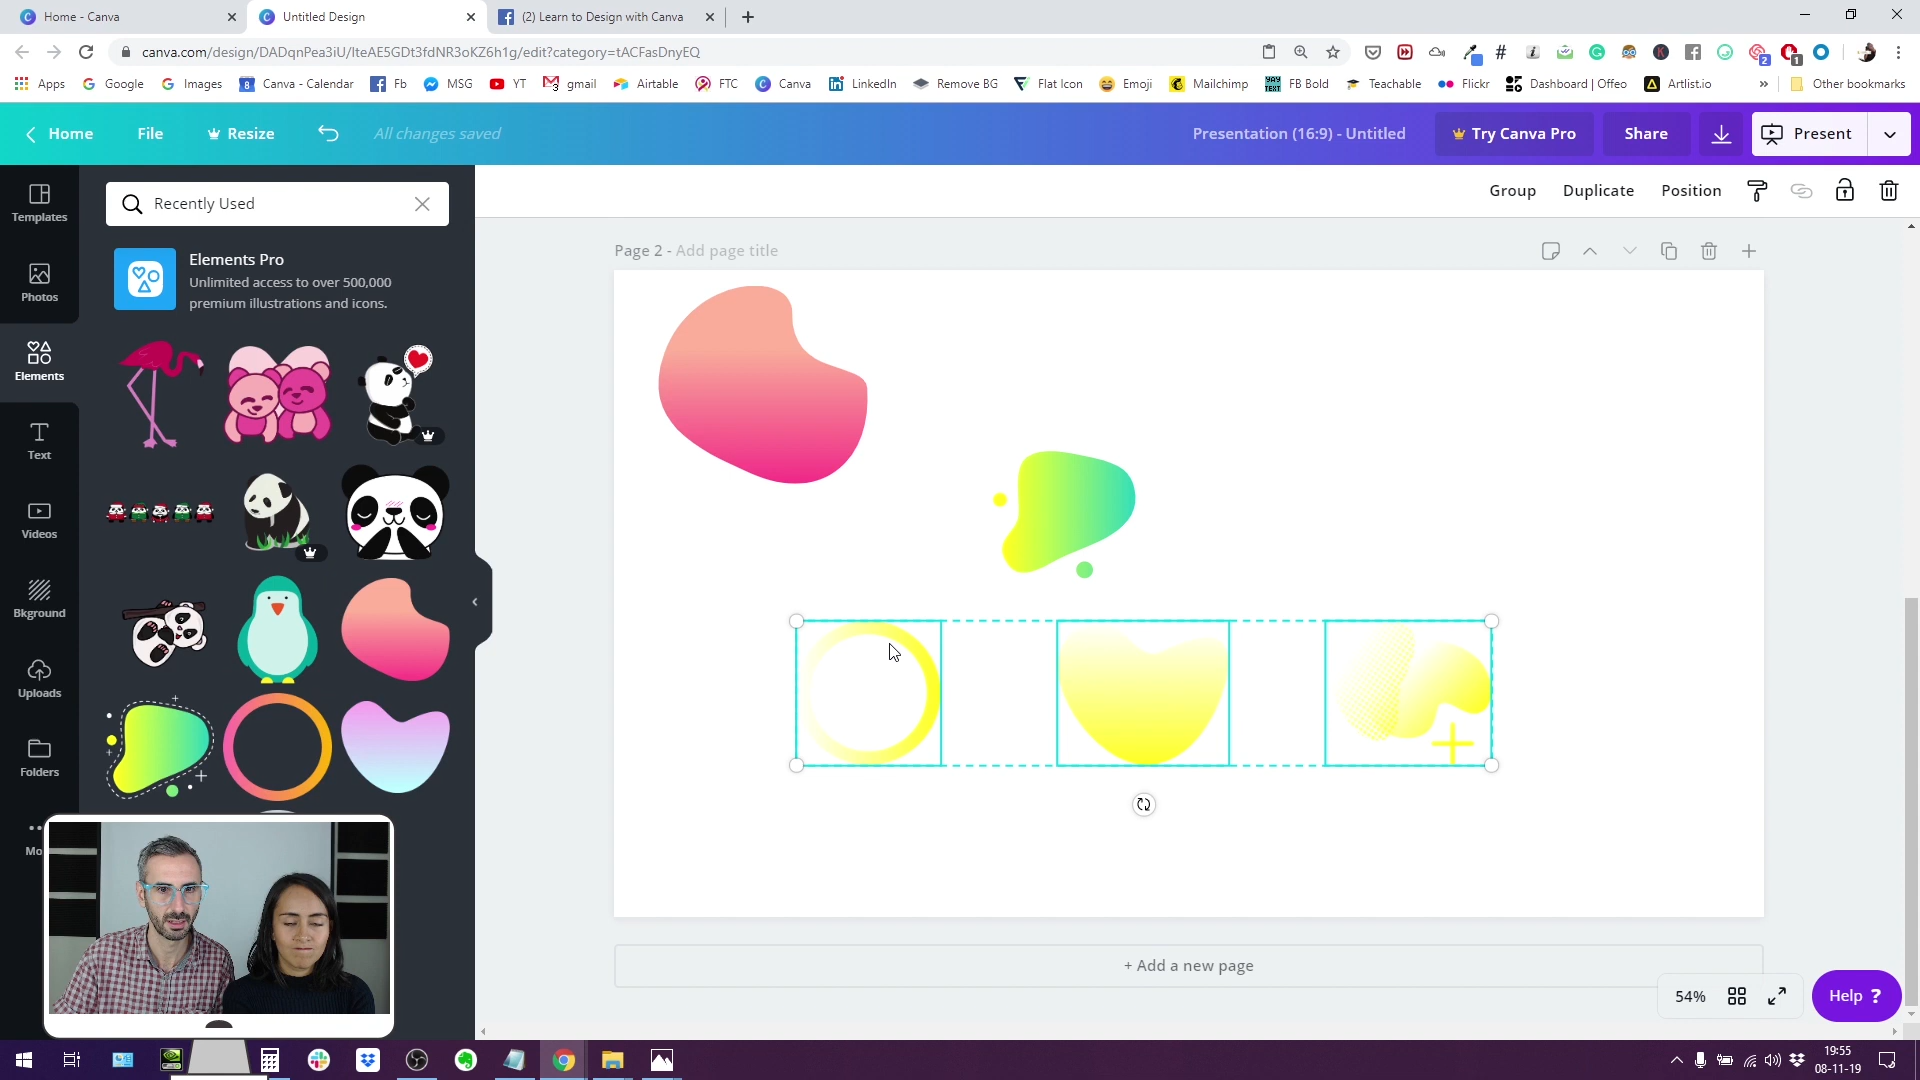 Home - Canva
Untitled Design
(2) Learn to Design with Canva
canva.com/design/DADqnPea3iU/IteAE5GDt3fdNR3oKZ6h1g/edit?category=tACFasDnyEQ
Apps Google Images Canva - Calendar Fb MSG YT gmail Airtable FTC Canva LinkedIn Remove BG Flat Icon Emoji Mailchimp FB Bold Teachable Flickr Dashboard | Offeo Artlist.io » Other bookmarks
Home File Resize All changes saved Presentation (16:9) - Untitled Try Canva Pro Share Present
Group Duplicate Position
Templates
Photos
Elements
Text
Videos
Bkground
Uploads
Folders
Mo
Recently Used
Elements Pro
Unlimited access to over 500,000
premium illustrations and icons.
Page 2 - Add page title
+ Add a new page
54%
Help ?
19:55
08-11-19